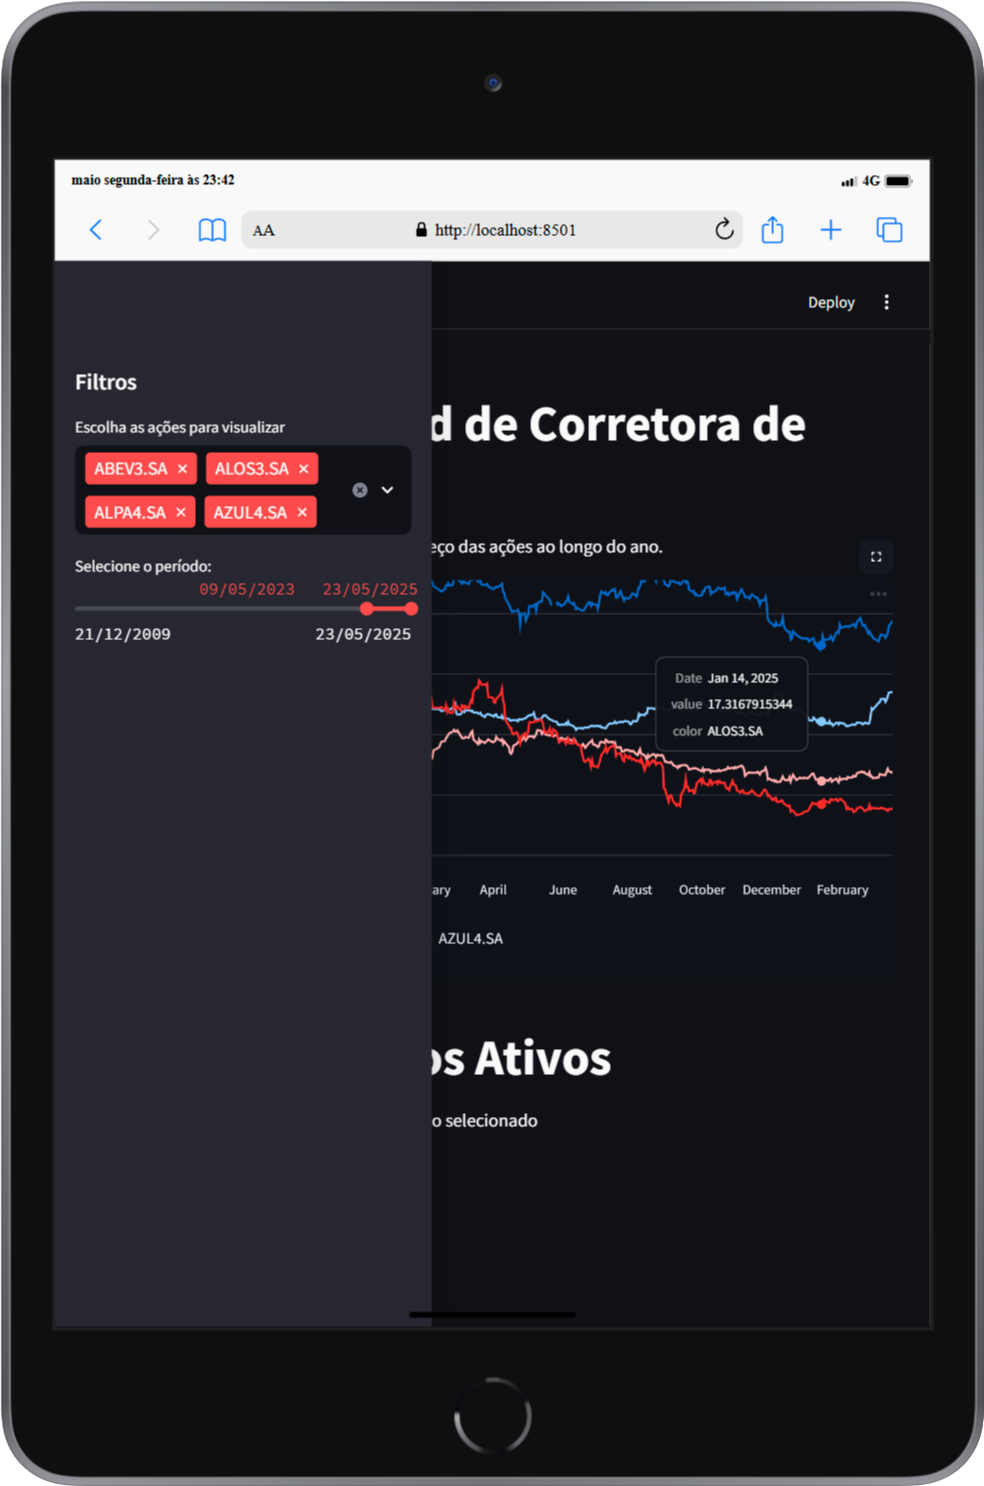 maio segunda-feira às 23:42
4G
AA
http://localhost:8501
Deploy
Filtros
Escolha as ações para visualizar
ABEV3.SA ×
ALOS3.SA ×
ALPA4.SA ×
AZUL4.SA ×
Selecione o período:
09/05/2023 23/05/2025
21/12/2009 23/05/2025
d de Corretora de
eço das ações ao longo do ano.
Date Jan 14, 2025
value 17.3167915344
color ALOS3.SA
ary April June August October December February
AZUL4.SA
os Ativos
o selecionado